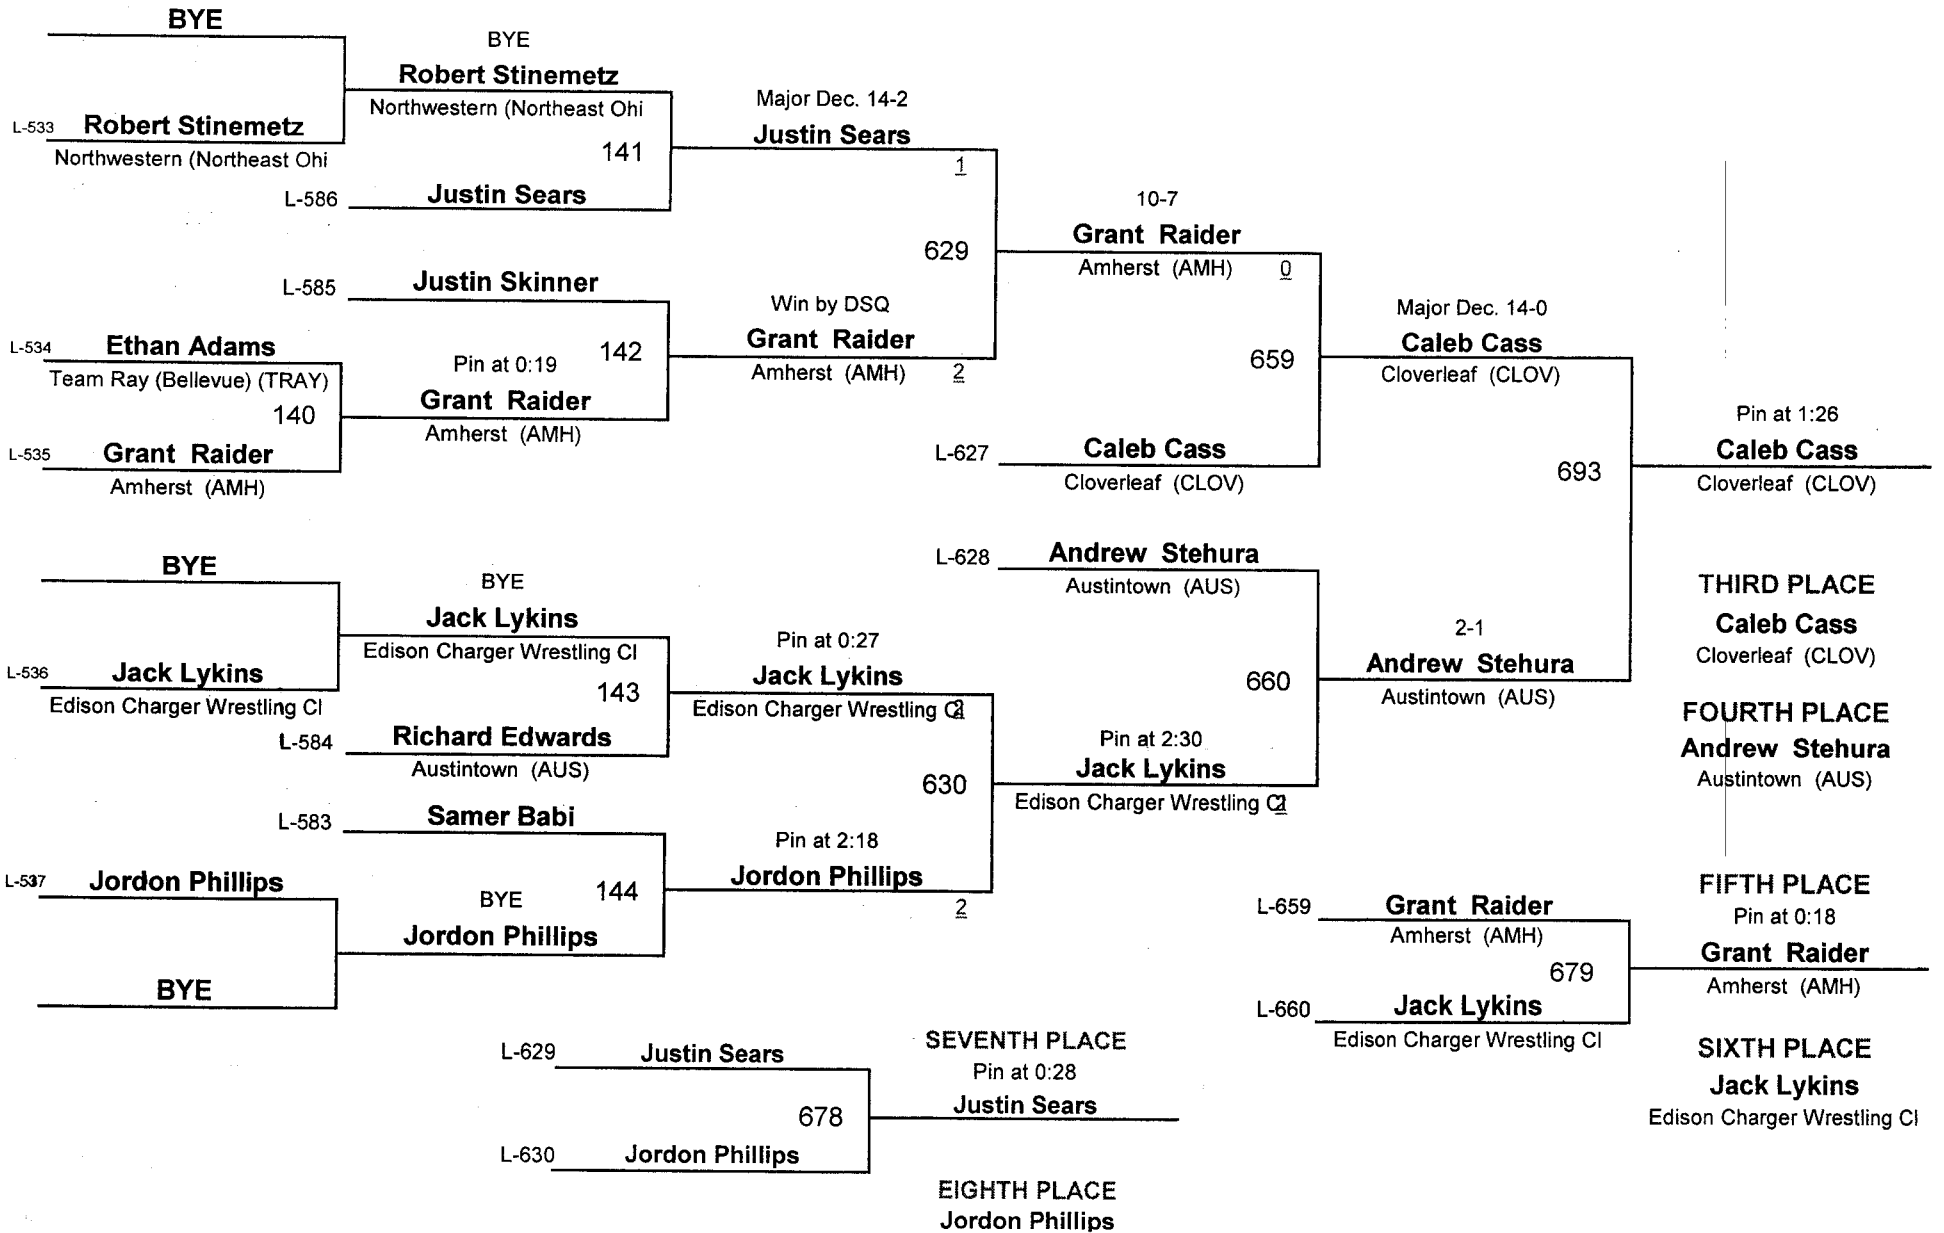 BYE
BYE
Robert Stinemetz
Northwestern (Northeast Ohi
L-533 Robert Stinemetz
Northwestern (Northeast Ohi
141
L-586 Justin Sears
Major Dec. 14-2
Justin Sears
1
L-585 Justin Skinner
629
10-7
Grant Raider
Amherst (AMH) 0
L-534 Ethan Adams
Team Ray (Bellevue) (TRAY)
140
L-535 Grant Raider
Amherst (AMH)
Pin at 0:19
Grant Raider
Amherst (AMH)
142
Win by DSQ
Grant Raider
Amherst (AMH) 2
659
L-627 Caleb Cass
Cloverleaf (CLOV)
Major Dec. 14-0
Caleb Cass
Cloverleaf (CLOV)
693
Pin at 1:26
Caleb Cass
Cloverleaf (CLOV)
BYE
BYE
Jack Lykins
Edison Charger Wrestling Cl
L-536 Jack Lykins
Edison Charger Wrestling Cl
143
L-584 Richard Edwards
Austintown (AUS)
Pin at 0:27
Jack Lykins
Edison Charger Wrestling Cl
L-628 Andrew Stehura
Austintown (AUS)
660
2-1
Andrew Stehura
Austintown (AUS)
THIRD PLACE
Caleb Cass
Cloverleaf (CLOV)
FOURTH PLACE
Andrew Stehura
Austintown (AUS)
630
Pin at 2:30
Jack Lykins
Edison Charger Wrestling Cl
L-583 Samer Babi
L-537 Jordon Phillips
BYE
Jordon Phillips
144
BYE
Pin at 2:18
Jordon Phillips
2
L-659 Grant Raider
Amherst (AMH)
679
L-660 Jack Lykins
Edison Charger Wrestling Cl
FIFTH PLACE
Pin at 0:18
Grant Raider
Amherst (AMH)
SIXTH PLACE
Jack Lykins
Edison Charger Wrestling Cl
L-629 Justin Sears
678
L-630 Jordon Phillips
SEVENTH PLACE
Pin at 0:28
Justin Sears
EIGHTH PLACE
Jordon Phillips